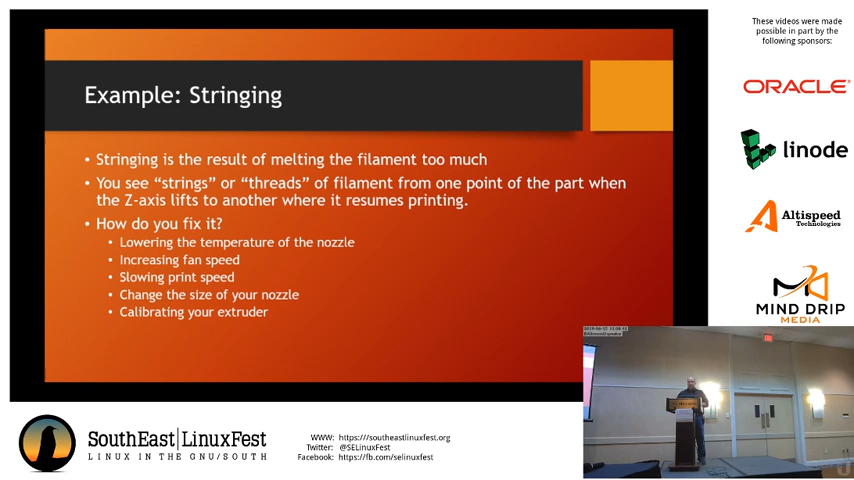 These videos were made
possible in part by the
following sponsors:
ORACLE
linode
Altispeed
Technologies
MIND DRIP
MEDIA
Example: Stringing
• Stringing is the result of melting the filament too much
• You see “strings” or “threads” of filament from one point of the part when
the Z-axis lifts to another where it resumes printing.
• How do you fix it?
• Lowering the temperature of the nozzle
• Increasing fan speed
• Slowing print speed
• Change the size of your nozzle
• Calibrating your extruder
SouthEast|LinuxFest
LINUX IN THE GNU/SOUTH
WWW: https://southeastlinuxfest.org
Twitter: @SELinuxFest
Facebook: https://fb.com/selinuxfest